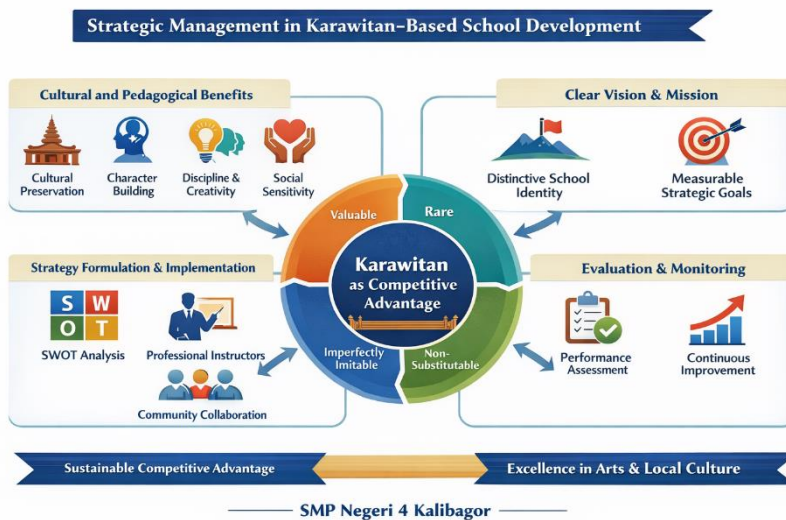 Strategic Management in Karawitan–Based School Development
Cultural and Pedagogical Benefits
Cultural
Preservation
Character
Building
Discipline &
Creativity
Social
Sensitivity
Clear Vision & Mission
Distinctive School
Identity
Measurable
Strategic Goals
Valuable
Rare
Karawitan
as Competitive
Advantage
Imperfectly
Imitable
Non-
Substitutable
Strategy Formulation & Implementation
S W
O T
SWOT Analysis
Professional Instructors
Community Collaboration
Evaluation & Monitoring
Performance
Assessment
Continuous
Improvement
Sustainable Competitive Advantage
Excellence in Arts & Local Culture
SMP Negeri 4 Kalibagor